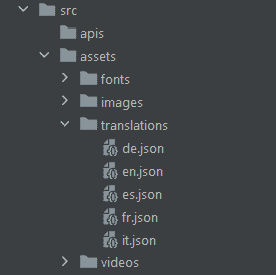 src
apis
assets
fonts
images
translations
de.json
en.json
es.json
fr.json
it.json
videos